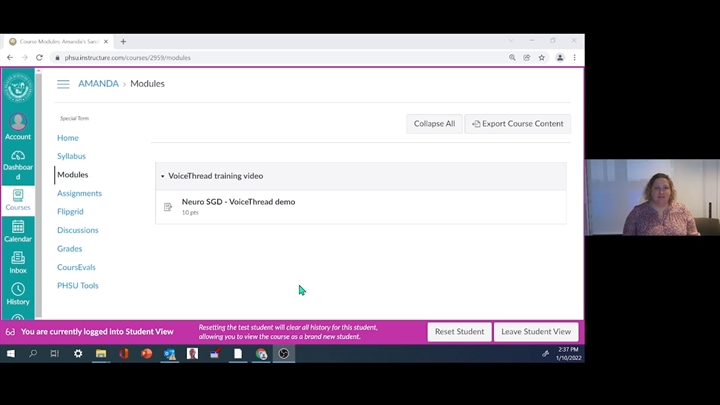 Course Modules: Amanda's San
phsu.instructure.com/courses/2959/modules
AMANDA › Modules
Special Term
Collapse All
Export Course Content
Account
Dashboar
d
Courses
Calendar
Inbox
History
Home
Syllabus
Modules
Assignments
Flipgrid
Discussions
Grades
CoursEvals
PHSU Tools
VoiceThread training video
Neuro SGD - VoiceThread demo
10 pts
You are currently logged into Student View
Resetting the test student will clear all history for this student,
allowing you to view the course as a brand new student.
Reset Student
Leave Student View
2:37 PM
1/10/2022